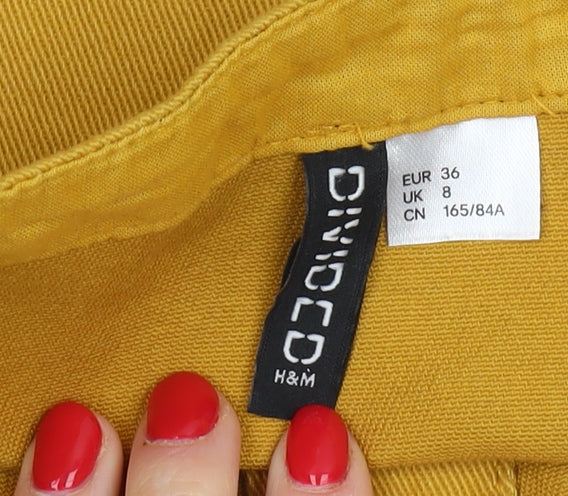 DIVIDED
H&M
EUR 36
UK 8
CN 165/84A